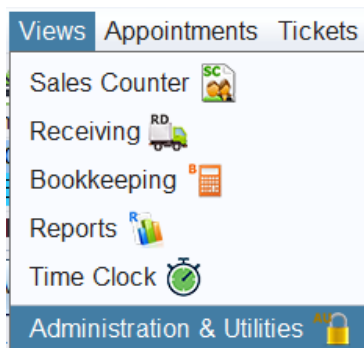 Views Appointments Tickets
Sales Counter SC
Receiving RD
Bookkeeping B
Reports R
Time Clock
Administration & Utilities AU